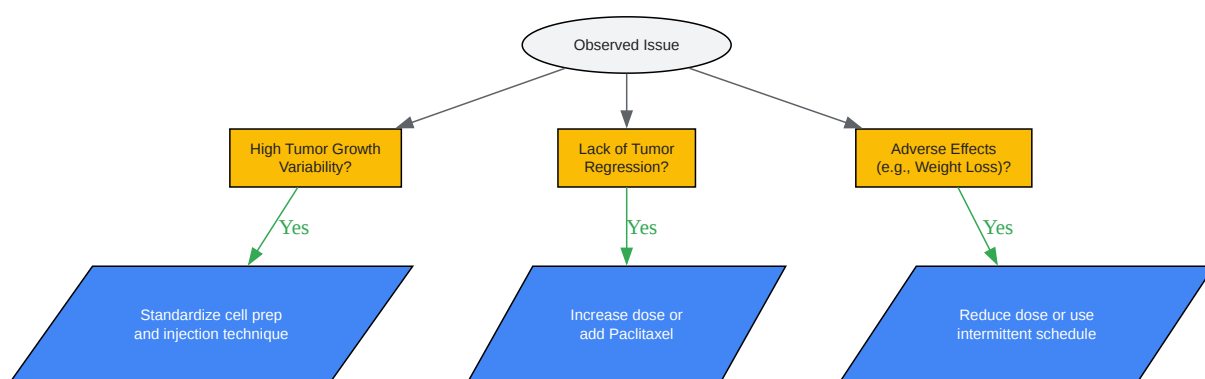 Observed Issue
High Tumor Growth
Variability?
Lack of Tumor
Regression?
Adverse Effects
(e.g., Weight Loss)?
Yes
Yes
Yes
Standardize cell prep
and injection technique
Increase dose or
add Paclitaxel
Reduce dose or use
intermittent schedule